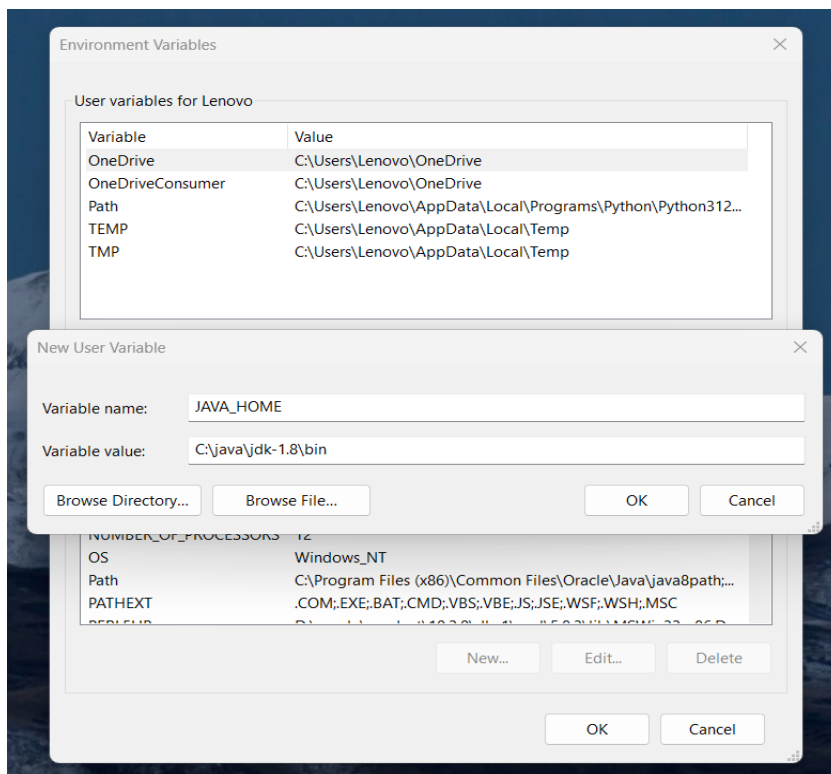 Environment Variables
User variables for Lenovo
Variable Value
OneDrive C:\Users\Lenovo\OneDrive
OneDriveConsumer C:\Users\Lenovo\OneDrive
Path C:\Users\Lenovo\AppData\Local\Programs\Python\Python312...
TEMP C:\Users\Lenovo\AppData\Local\Temp
TMP C:\Users\Lenovo\AppData\Local\Temp
New User Variable
Variable name: JAVA_HOME
Variable value: C:\java\jdk-1.8\bin
Browse Directory... Browse File... OK Cancel
NUMBER_OF_PROCESSORS 12
OS Windows_NT
Path C:\Program Files (x86)\Common Files\Oracle\Java\java8path;...
PATHEXT .COM;.EXE;.BAT;.CMD;.VBS;.VBE;.JS;.JSE;.WSF;.WSH;.MSC
New... Edit... Delete
OK Cancel